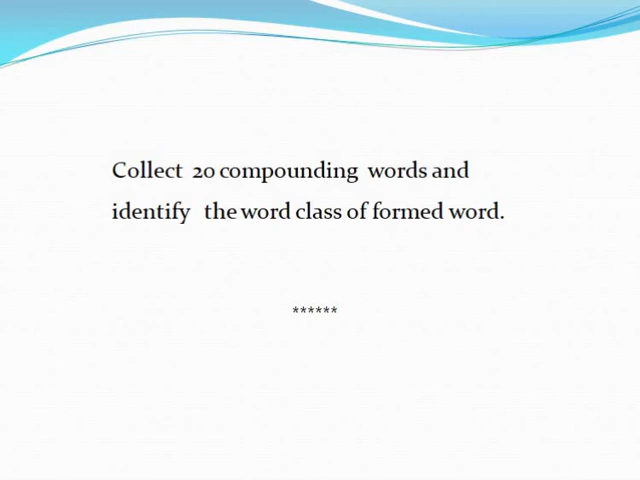 Collect 20 compounding words and
identify the word class of formed word.
******